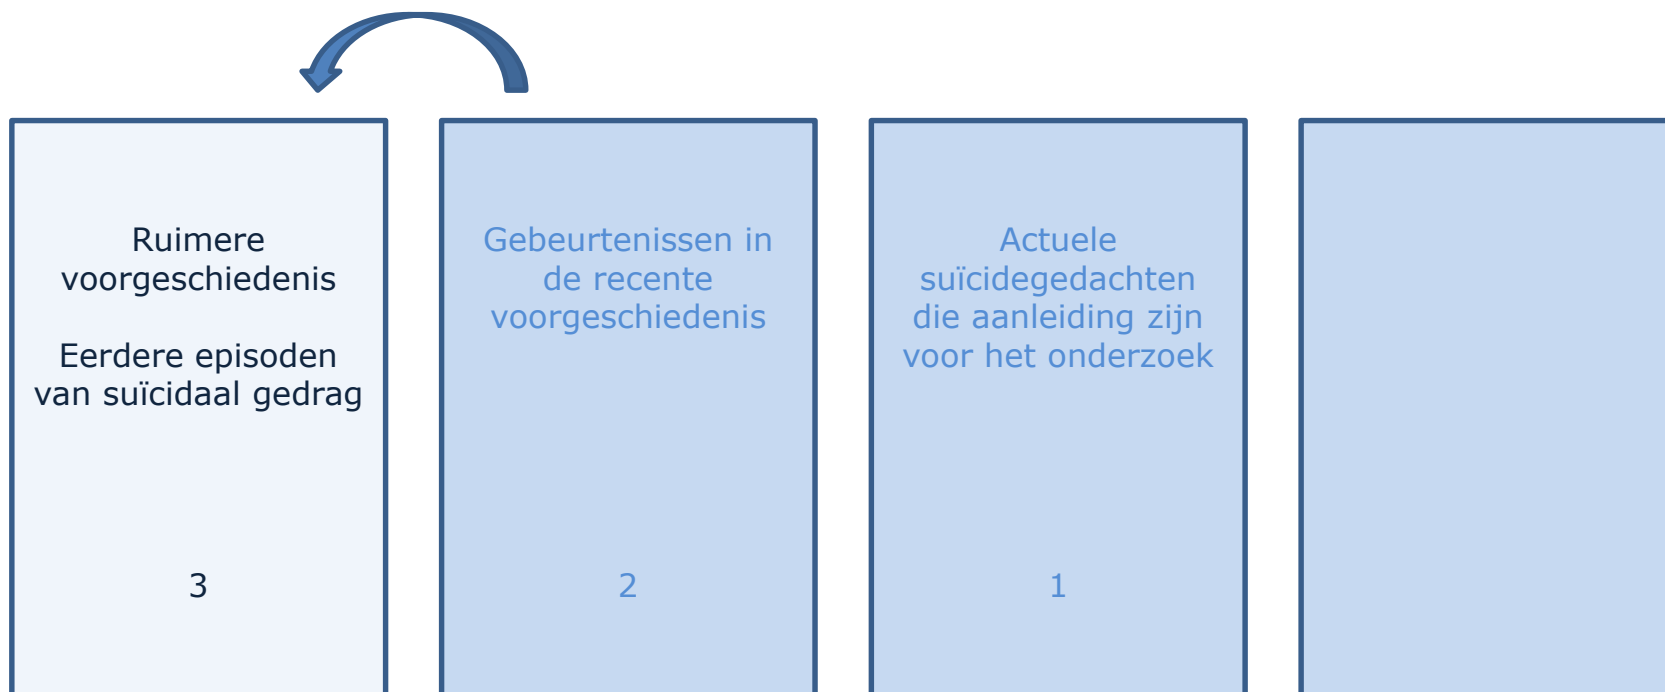 Ruimere
voorgeschiedenis
Eerdere episoden
van suïcidaal gedrag
3
Gebeurtenissen in
de recente
voorgeschiedenis
2
Actuele
suïcidegedachten
die aanleiding zijn
voor het onderzoek
1